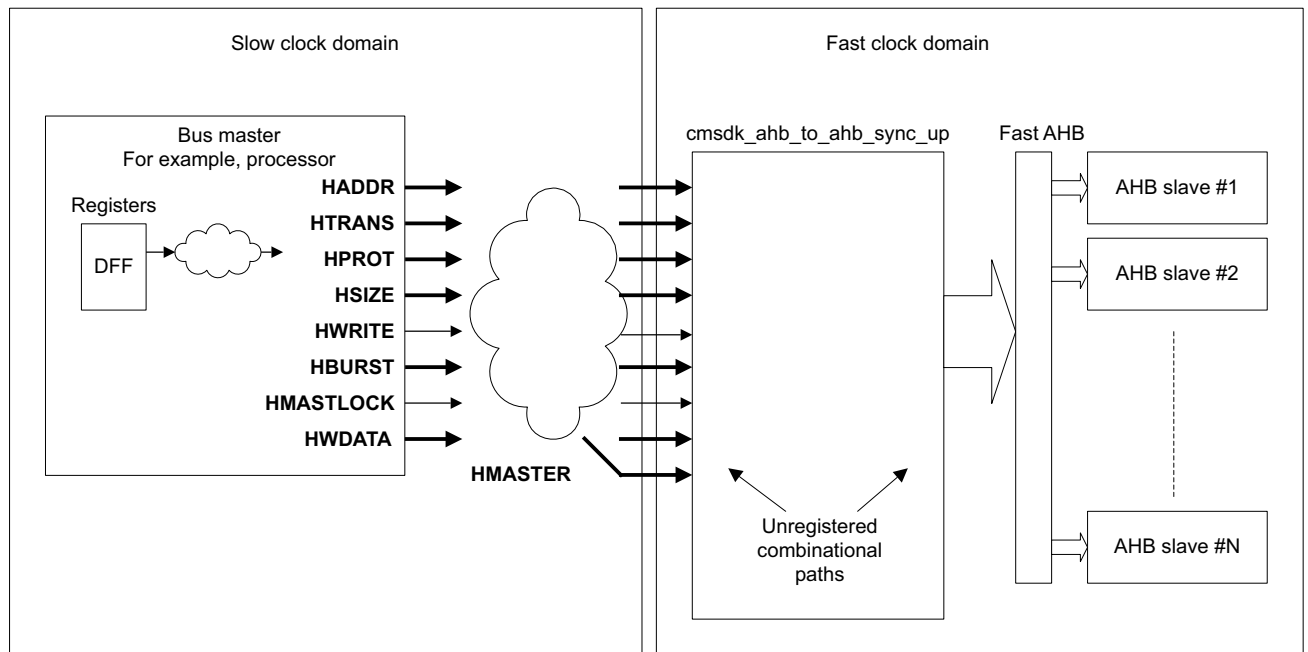 Slow clock domain
Fast clock domain
Bus master
For example, processor
Registers
DFF
HADDR
HTRANS
HPROT
HSIZE
HWRITE
HBURST
HMASTLOCK
HWDATA
HMASTER
cmsdk_ahb_to_ahb_sync_up
Unregistered
combinational
paths
Fast AHB
AHB slave #1
AHB slave #2
AHB slave #N